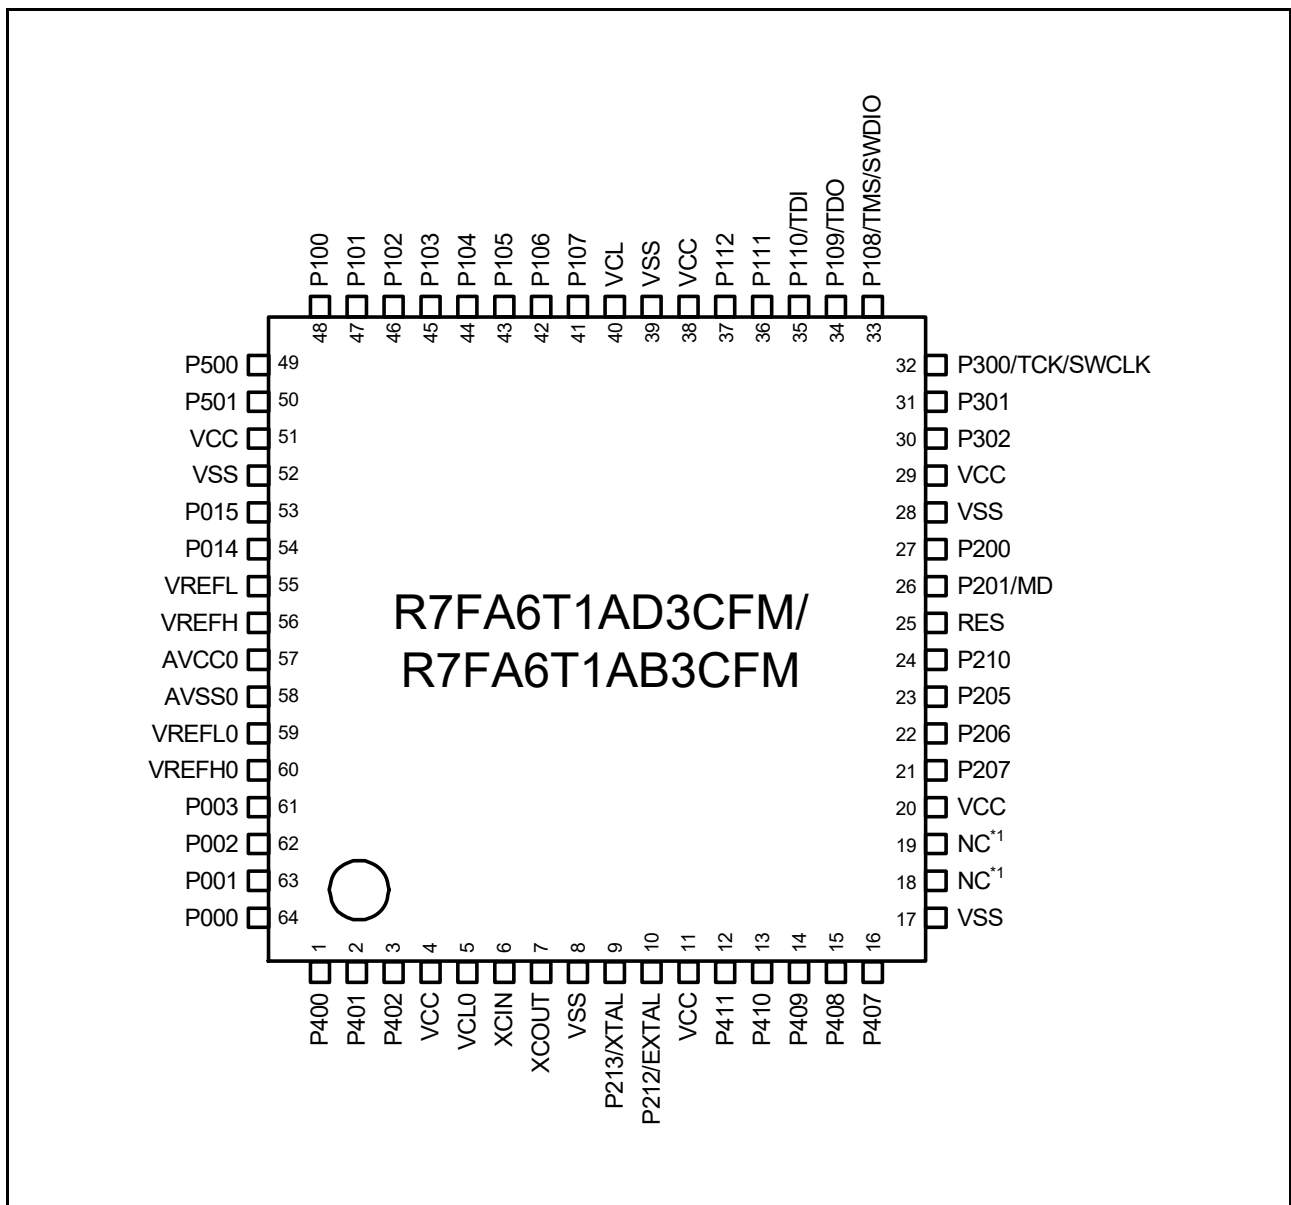 P100
P101
P102
P103
P104
P105
P106
P107
VCL
VSS
VCC
P112
P111
P110/TDI
P109/TDO
P108/TMS/SWDIO
48
47
46
45
44
43
42
41
40
39
38
37
36
35
34
33
P500 49
P501 50
VCC 51
VSS 52
P015 53
P014 54
VREFL 55
VREFH 56
AVCC0 57
AVSS0 58
VREFL0 59
VREFH0 60
P003 61
P002 62
P001 63
P000 64
R7FA6T1AD3CFM/
R7FA6T1AB3CFM
32 P300/TCK/SWCLK
31 P301
30 P302
29 VCC
28 VSS
27 P200
26 P201/MD
25 RES
24 P210
23 P205
22 P206
21 P207
20 VCC
19 NC*1
18 NC*1
17 VSS
1
2
3
4
5
6
7
8
9
10
11
12
13
14
15
16
P400
P401
P402
VCC
VCL0
XCIN
XCOUT
VSS
P213/XTAL
P212/EXTAL
VCC
P411
P410
P409
P408
P407